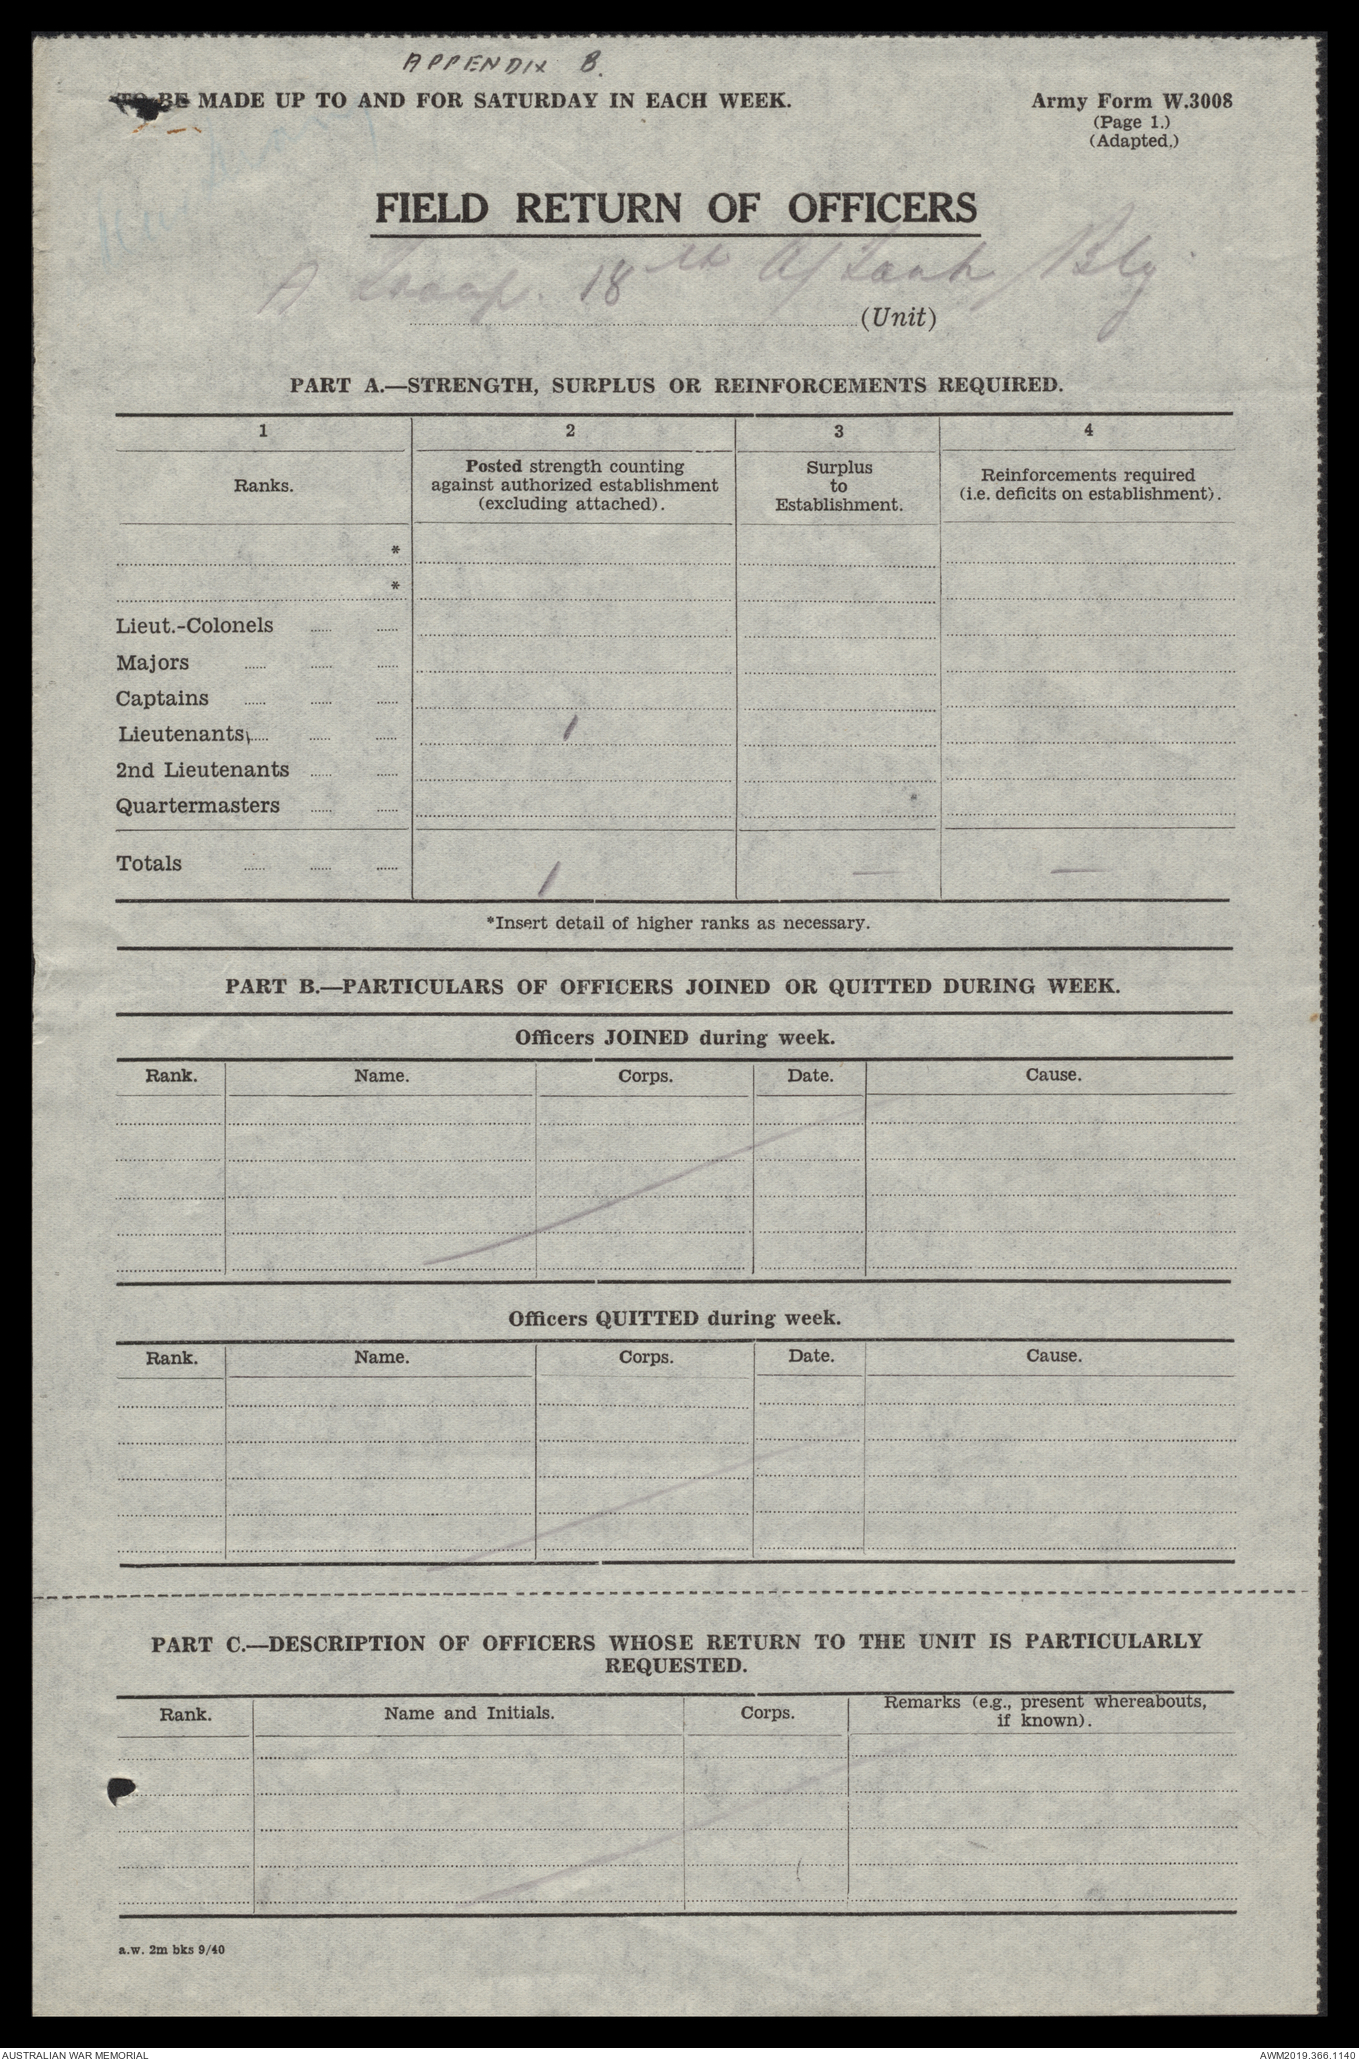 APPENDIX B.
TO BE MADE UP TO AND FOR SATURDAY IN EACH WEEK.
Army Form W.3008
(Page 1.)
(Adapted.)
FIELD RETURN OF OFFICERS
A Troop. 18th A/Tank Bty.
(Unit)
PART A.—STRENGTH, SURPLUS OR REINFORCEMENTS REQUIRED.
1 2 3 4
Ranks.
Posted strength counting
against authorized establishment
(excluding attached).
Surplus
to
Establishment.
Reinforcements required
(i.e. deficits on establishment).
*
*
Lieut.-Colonels
Majors
Captains
Lieutenants 1
2nd Lieutenants
Quartermasters
Totals 1 — —
*Insert detail of higher ranks as necessary.
PART B.—PARTICULARS OF OFFICERS JOINED OR QUITTED DURING WEEK.
Officers JOINED during week.
Rank. Name. Corps. Date. Cause.
Officers QUITTED during week.
Rank. Name. Corps. Date. Cause.
PART C.—DESCRIPTION OF OFFICERS WHOSE RETURN TO THE UNIT IS PARTICULARLY
REQUESTED.
Rank. Name and Initials. Corps.
Remarks (e.g., present whereabouts,
if known).
a.w. 2m bks 9/40
AUSTRALIAN WAR MEMORIAL
AWM2019.366.1140